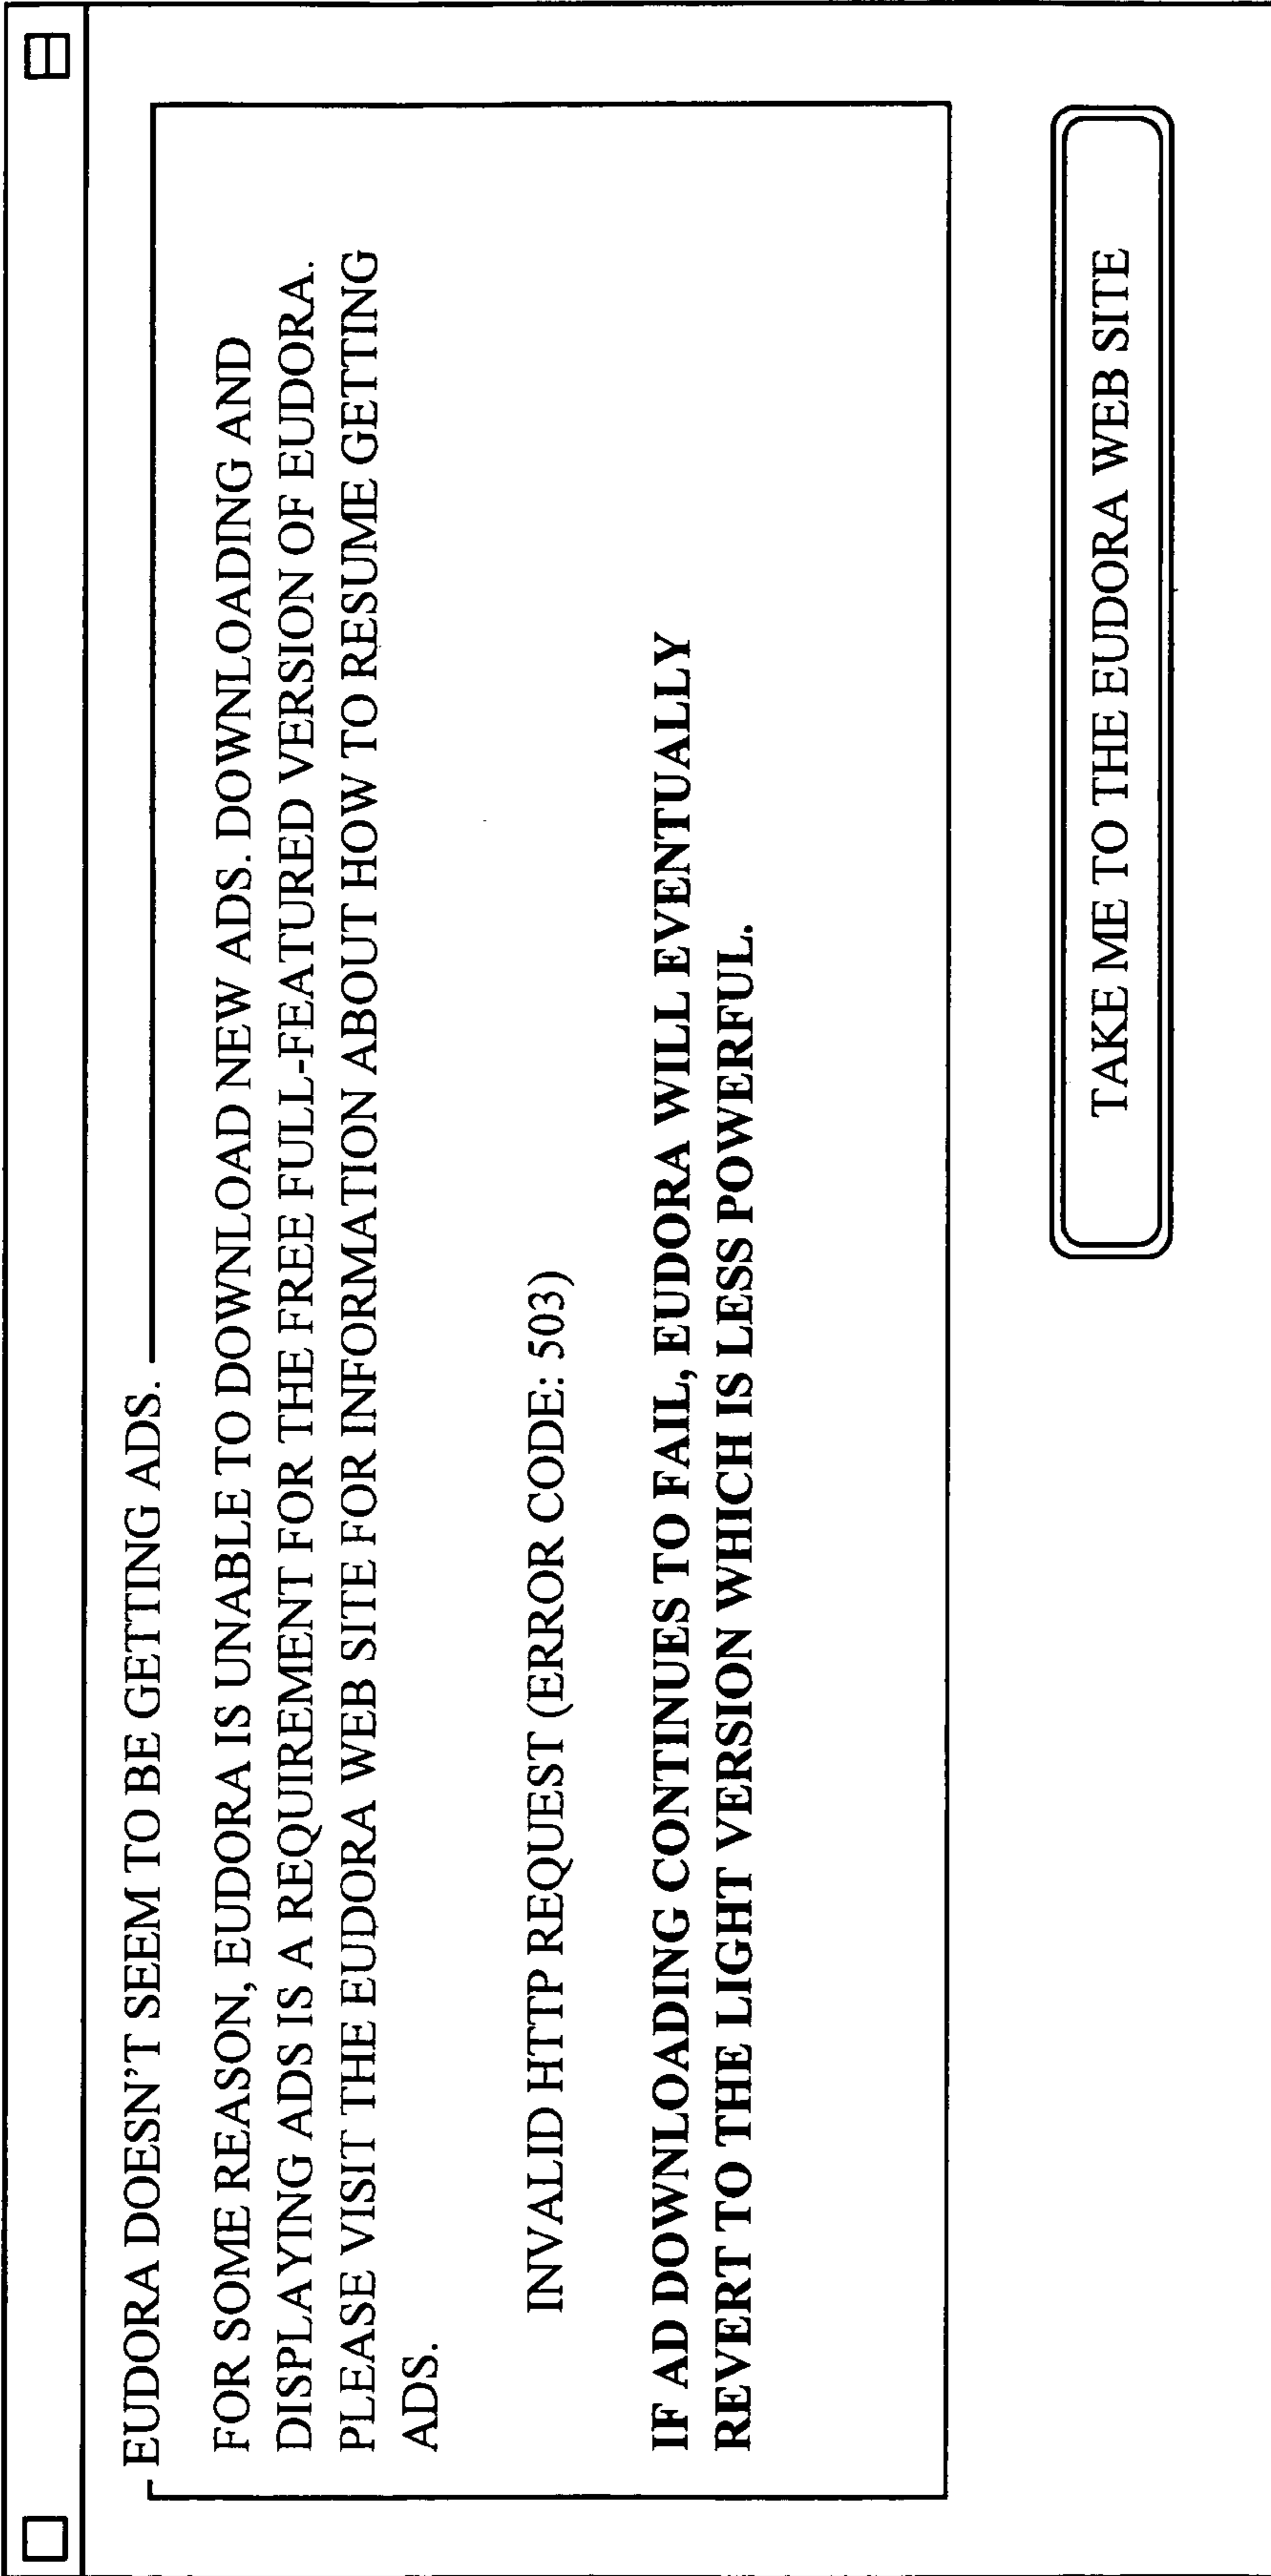 EUDORA DOESN'T SEEM TO BE GETTING ADS.
FOR SOME REASON, EUDORA IS UNABLE TO DOWNLOAD NEW ADS. DOWNLOADING AND
DISPLAYING ADS IS A REQUIREMENT FOR THE FREE FULL-FEATURED VERSION OF EUDORA.
PLEASE VISIT THE EUDORA WEB SITE FOR INFORMATION ABOUT HOW TO RESUME GETTING
ADS.
INVALID HTTP REQUEST (ERROR CODE: 503)
IF AD DOWNLOADING CONTINUES TO FAIL, EUDORA WILL EVENTUALLY
REVERT TO THE LIGHT VERSION WHICH IS LESS POWERFUL.
TAKE ME TO THE EUDORA WEB SITE